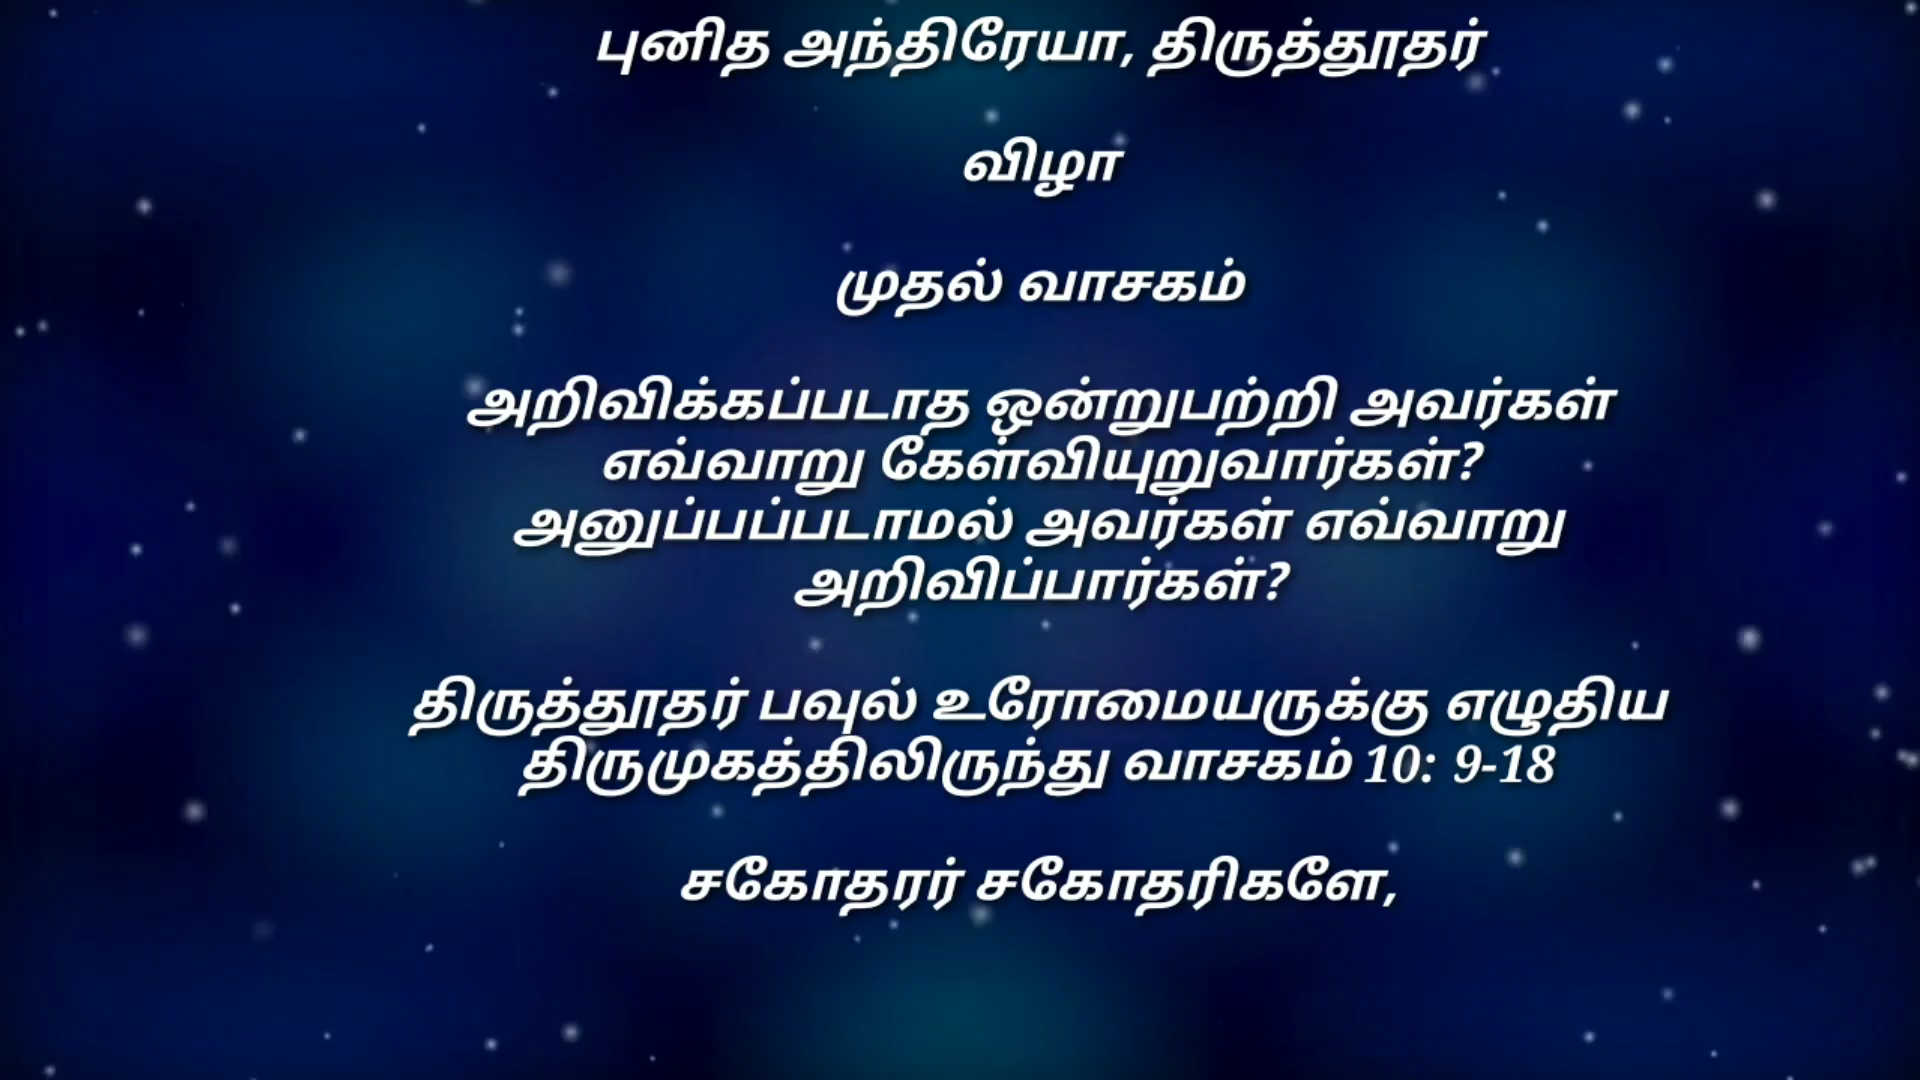 புனித அந்திரேயா, திருத்தூதர்
விழா
முதல் வாசகம்
அறிவிக்கப்படாத ஒன்றுபற்றி அவர்கள்
எவ்வாறு கேள்வியுறுவார்கள்?
அனுப்பப்படாமல் அவர்கள் எவ்வாறு
அறிவிப்பார்கள்?
திருத்தூதர் பவுல் உரோமையருக்கு எழுதிய
திருமுகத்திலிருந்து வாசகம் 10: 9-18
சகோதரர் சகோதரிகளே,